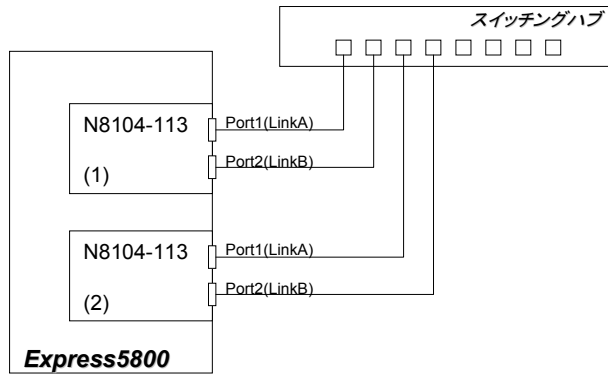 スイッチングハブ
N8104-113
(1)
Port1(LinkA)
Port2(LinkB)
N8104-113
(2)
Port1(LinkA)
Port2(LinkB)
Express5800